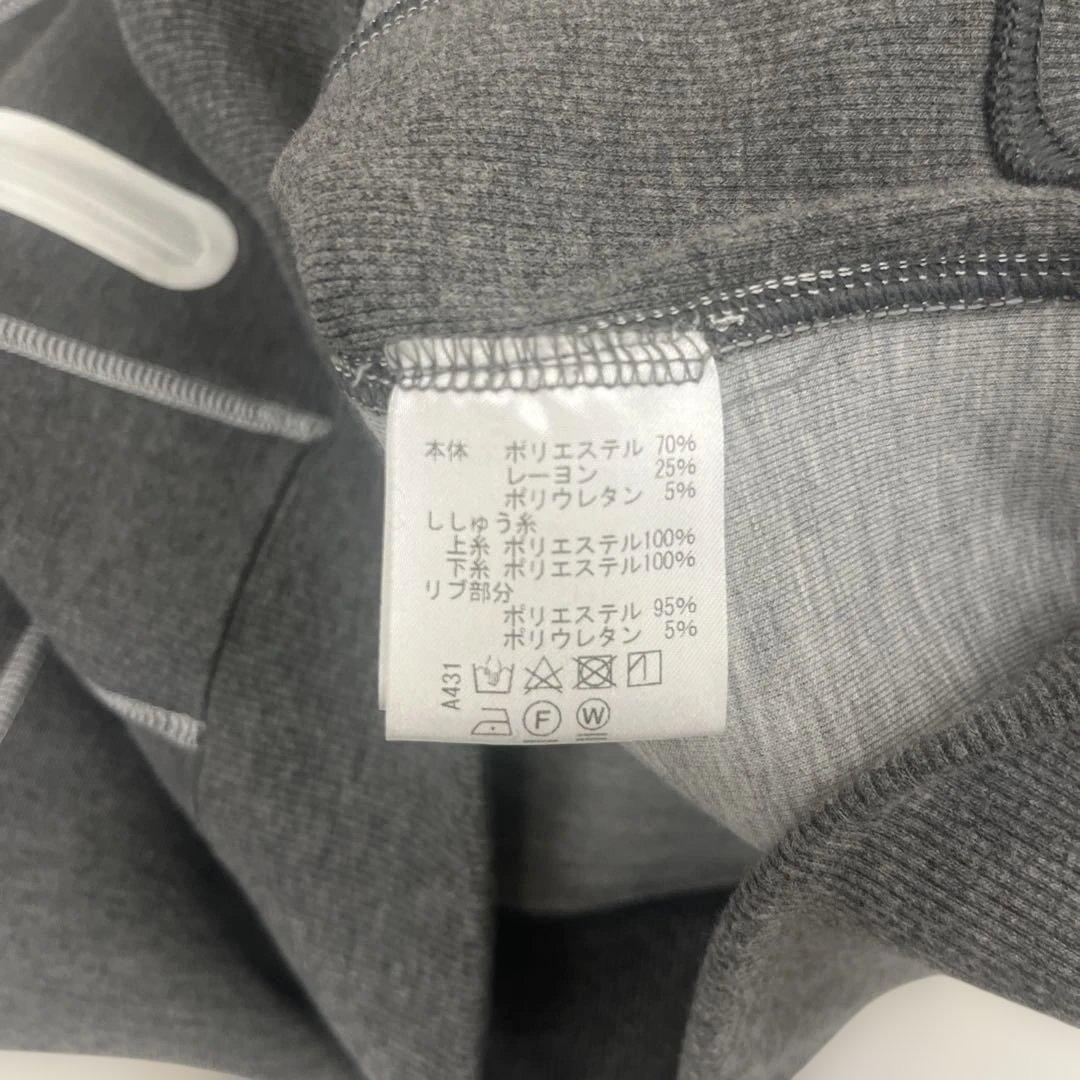 本体 ポリエステル 70%
レーヨン 25%
ポリウレタン 5%
ししゅう糸
上糸 ポリエステル100%
下糸 ポリエステル100%
リブ部分
ポリエステル 95%
ポリウレタン 5%
A431
F W